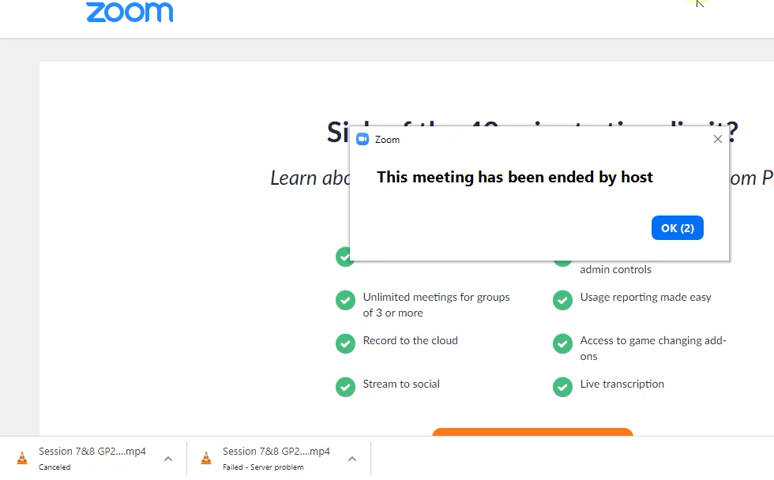 zoom
Zoom
This meeting has been ended by host
OK (2)
Learn
admin controls
Unlimited meetings for groups
of 3 or more
Usage reporting made easy
Record to the cloud
Access to game changing add-
ons
Stream to social
Live transcription
Session 7&8 GP2....mp4
Canceled
Session 7&8 GP2....mp4
Failed - Server problem